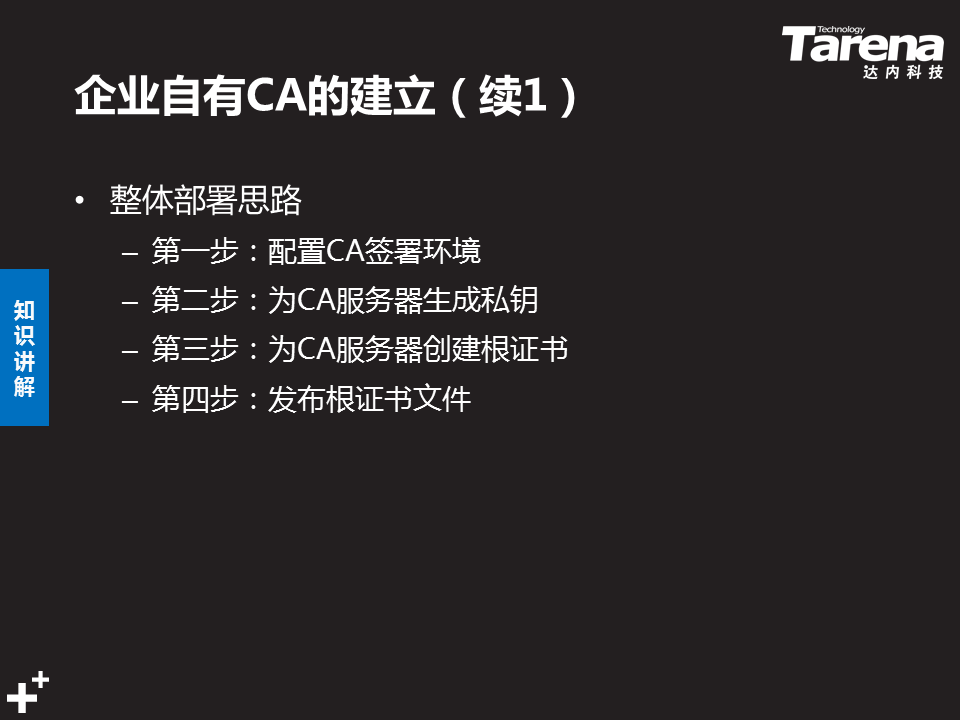 Technology
Tarena
达内科技
企业自有CA的建立（续1）
• 整体部署思路
– 第一步：配置CA签署环境
– 第二步：为CA服务器生成私钥
– 第三步：为CA服务器创建根证书
– 第四步：发布根证书文件
知
识
讲
解